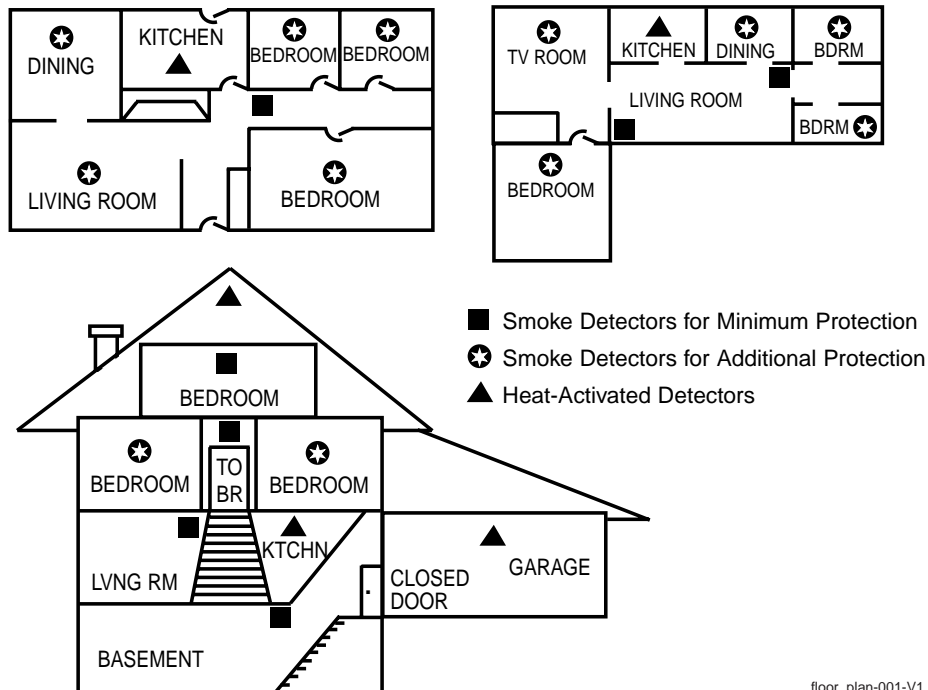 KITCHEN
DINING
BEDROOM
BEDROOM
LIVING ROOM
BEDROOM
TV ROOM
KITCHEN
DINING
BDRM
LIVING ROOM
BDRM
BEDROOM
Smoke Detectors for Minimum Protection
Smoke Detectors for Additional Protection
Heat-Activated Detectors
BEDROOM
BEDROOM
TO
BR
BEDROOM
LVNG RM
KTCHN
CLOSED
DOOR
GARAGE
BASEMENT
floor_plan-001-V1